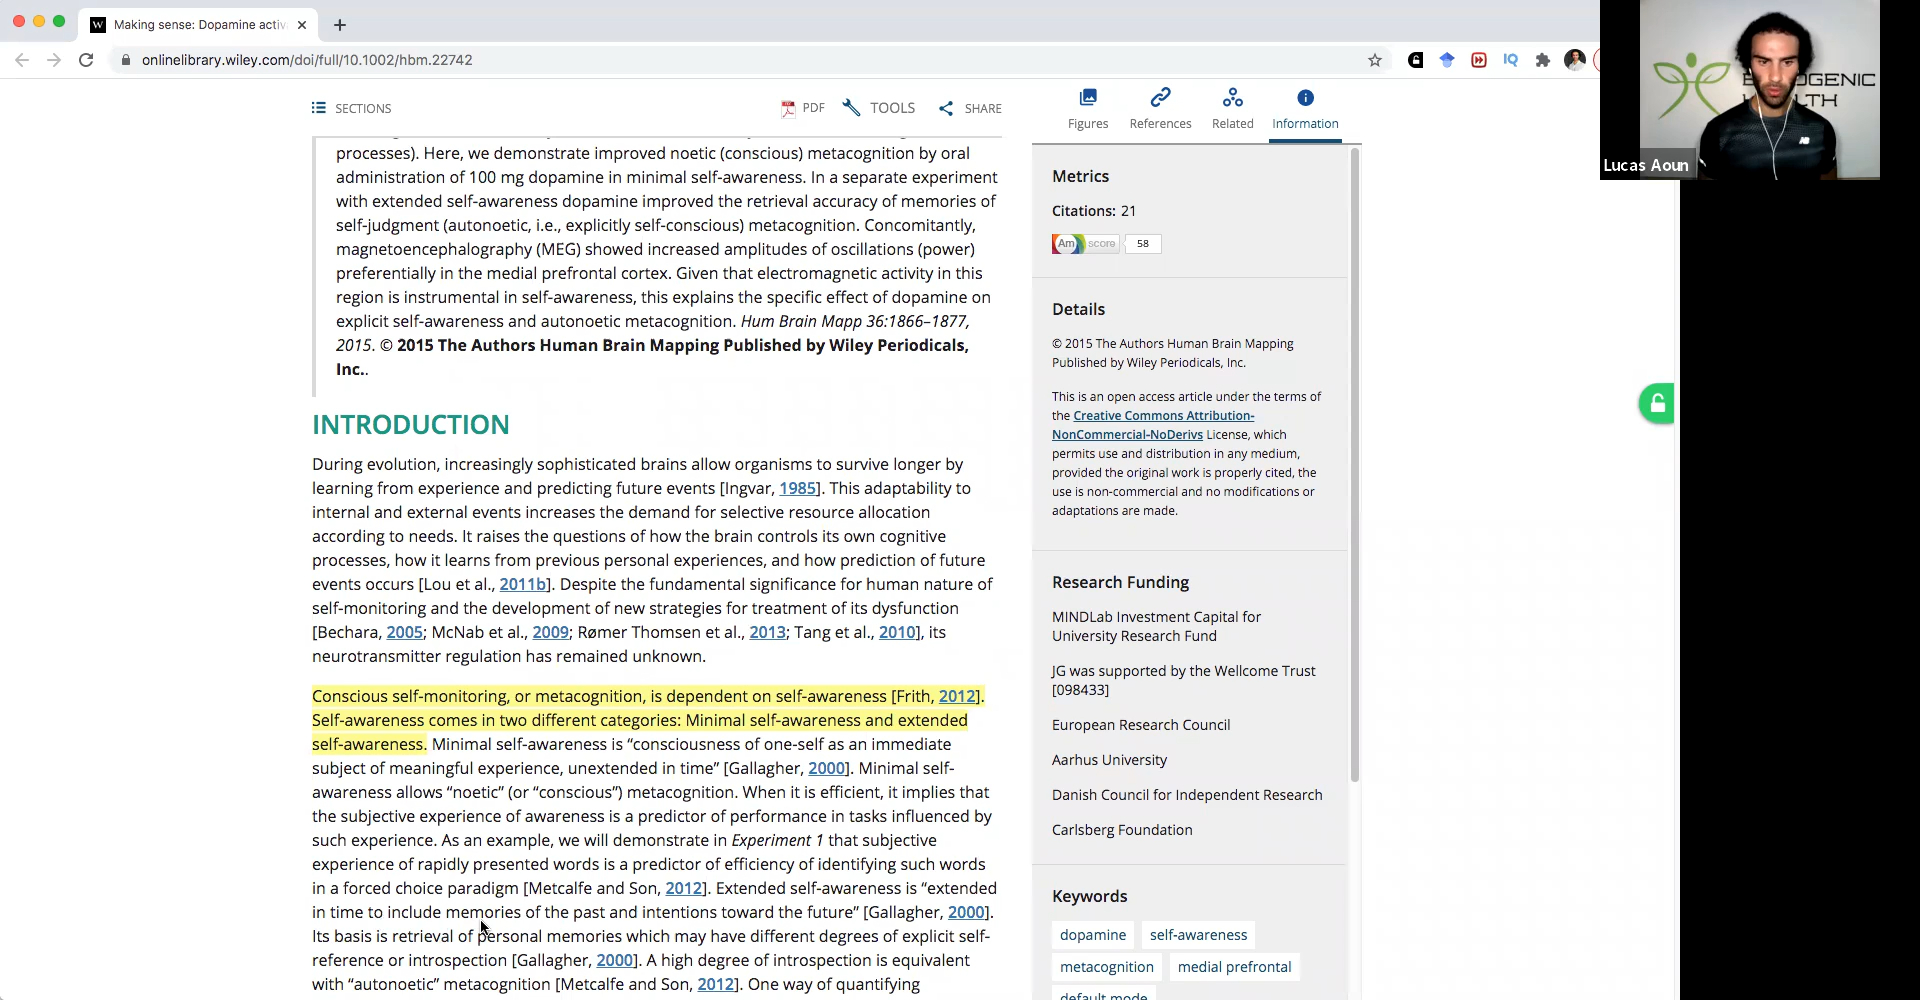 Making sense: Dopamine activ
onlinelibrary.wiley.com/doi/full/10.1002/hbm.22742
IQ
SECTIONS
PDF
TOOLS
SHARE
Figures
References
Related
Information
processes). Here, we demonstrate improved noetic (conscious) metacognition by oral
administration of 100 mg dopamine in minimal self-awareness. In a separate experiment
with extended self-awareness dopamine improved the retrieval accuracy of memories of
self-judgment (autonoetic, i.e., explicitly self-conscious) metacognition. Concomitantly,
magnetoencephalography (MEG) showed increased amplitudes of oscillations (power)
preferentially in the medial prefrontal cortex. Given that electromagnetic activity in this
region is instrumental in self-awareness, this explains the specific effect of dopamine on
explicit self-awareness and autonoetic metacognition. Hum Brain Mapp 36:1866–1877,
2015. © 2015 The Authors Human Brain Mapping Published by Wiley Periodicals,
Inc..
INTRODUCTION
During evolution, increasingly sophisticated brains allow organisms to survive longer by
learning from experience and predicting future events [Ingvar, 1985]. This adaptability to
internal and external events increases the demand for selective resource allocation
according to needs. It raises the questions of how the brain controls its own cognitive
processes, how it learns from previous personal experiences, and how prediction of future
events occurs [Lou et al., 2011b]. Despite the fundamental significance for human nature of
self-monitoring and the development of new strategies for treatment of its dysfunction
[Bechara, 2005; McNab et al., 2009; Rømer Thomsen et al., 2013; Tang et al., 2010], its
neurotransmitter regulation has remained unknown.
Conscious self-monitoring, or metacognition, is dependent on self-awareness [Frith, 2012].
Self-awareness comes in two different categories: Minimal self-awareness and extended
self-awareness. Minimal self-awareness is “consciousness of one-self as an immediate
subject of meaningful experience, unextended in time” [Gallagher, 2000]. Minimal self-
awareness allows “noetic” (or “conscious”) metacognition. When it is efficient, it implies that
the subjective experience of awareness is a predictor of performance in tasks influenced by
such experience. As an example, we will demonstrate in Experiment 1 that subjective
experience of rapidly presented words is a predictor of efficiency of identifying such words
in a forced choice paradigm [Metcalfe and Son, 2012]. Extended self-awareness is “extended
in time to include memories of the past and intentions toward the future” [Gallagher, 2000].
Its basis is retrieval of personal memories which may have different degrees of explicit self-
reference or introspection [Gallagher, 2000]. A high degree of introspection is equivalent
with “autonoetic” metacognition [Metcalfe and Son, 2012]. One way of quantifying
Metrics
Citations: 21
Am score 58
Details
© 2015 The Authors Human Brain Mapping
Published by Wiley Periodicals, Inc.
This is an open access article under the terms of
the Creative Commons Attribution-
NonCommercial-NoDerivs License, which
permits use and distribution in any medium,
provided the original work is properly cited, the
use is non-commercial and no modifications or
adaptations are made.
Research Funding
MINDLab Investment Capital for
University Research Fund
JG was supported by the Wellcome Trust
[098433]
European Research Council
Aarhus University
Danish Council for Independent Research
Carlsberg Foundation
Keywords
dopamine
self-awareness
metacognition
medial prefrontal
default mode
Lucas Aoun